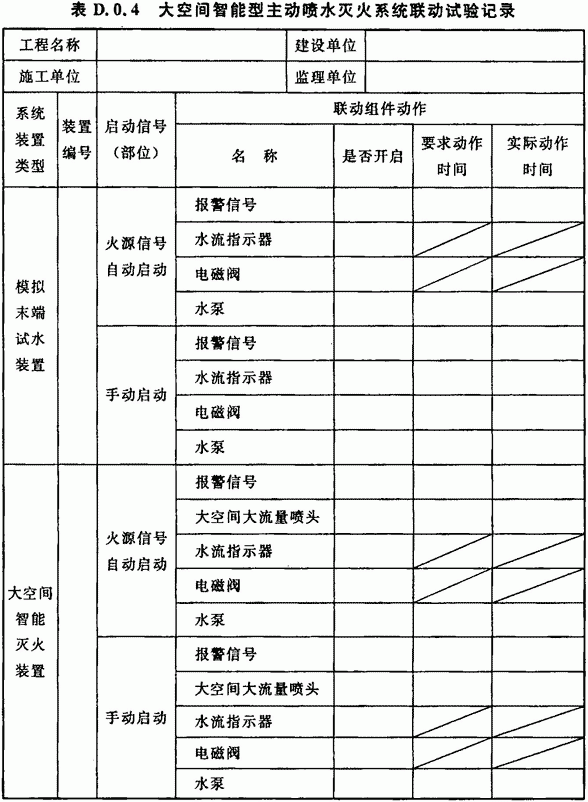 表 D.0.4 大空间智能型主动喷水灭火系统联动试验记录
工程名称 建设单位
施工单位 监理单位
系统
装置
类型
装置
编号
启动信号
（部位）
联动组件动作
名 称
是否开启
要求动作
时间
实际动作
时间
模拟
末端
试水
装置
火源信号
自动启动
报警信号
水流指示器
电磁阀
水泵
手动启动
报警信号
水流指示器
电磁阀
水泵
大空间
智能
灭火
装置
火源信号
自动启动
报警信号
大空间大流量喷头
水流指示器
电磁阀
水泵
手动启动
报警信号
大空间大流量喷头
水流指示器
电磁阀
水泵